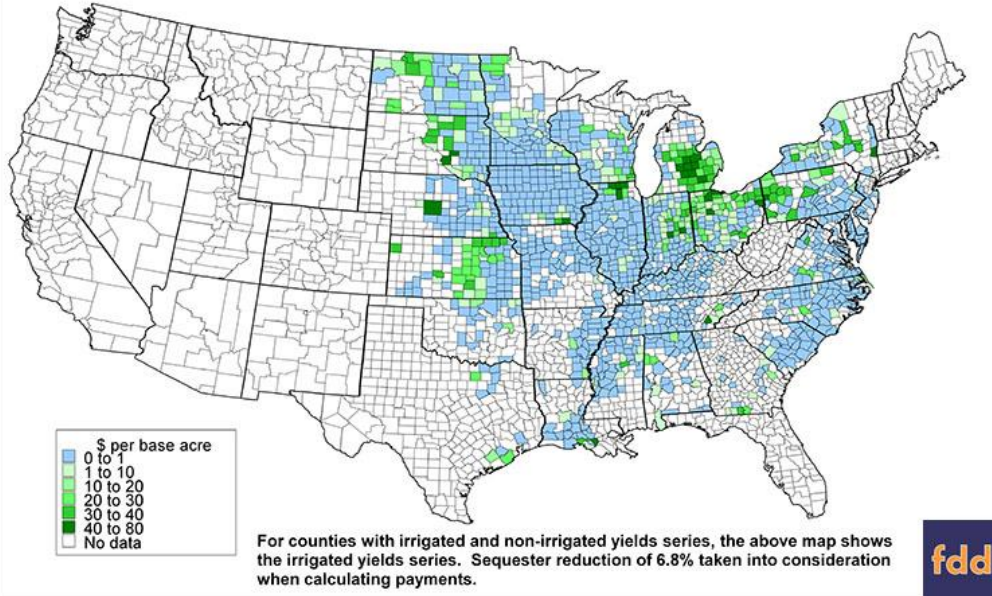 $ per base acre
0 to 1
1 to 10
10 to 20
20 to 30
30 to 40
40 to 80
No data
For counties with irrigated and non-irrigated yields series, the above map shows
the irrigated yields series.  Sequester reduction of 6.8% taken into consideration
when calculating payments.
fdd